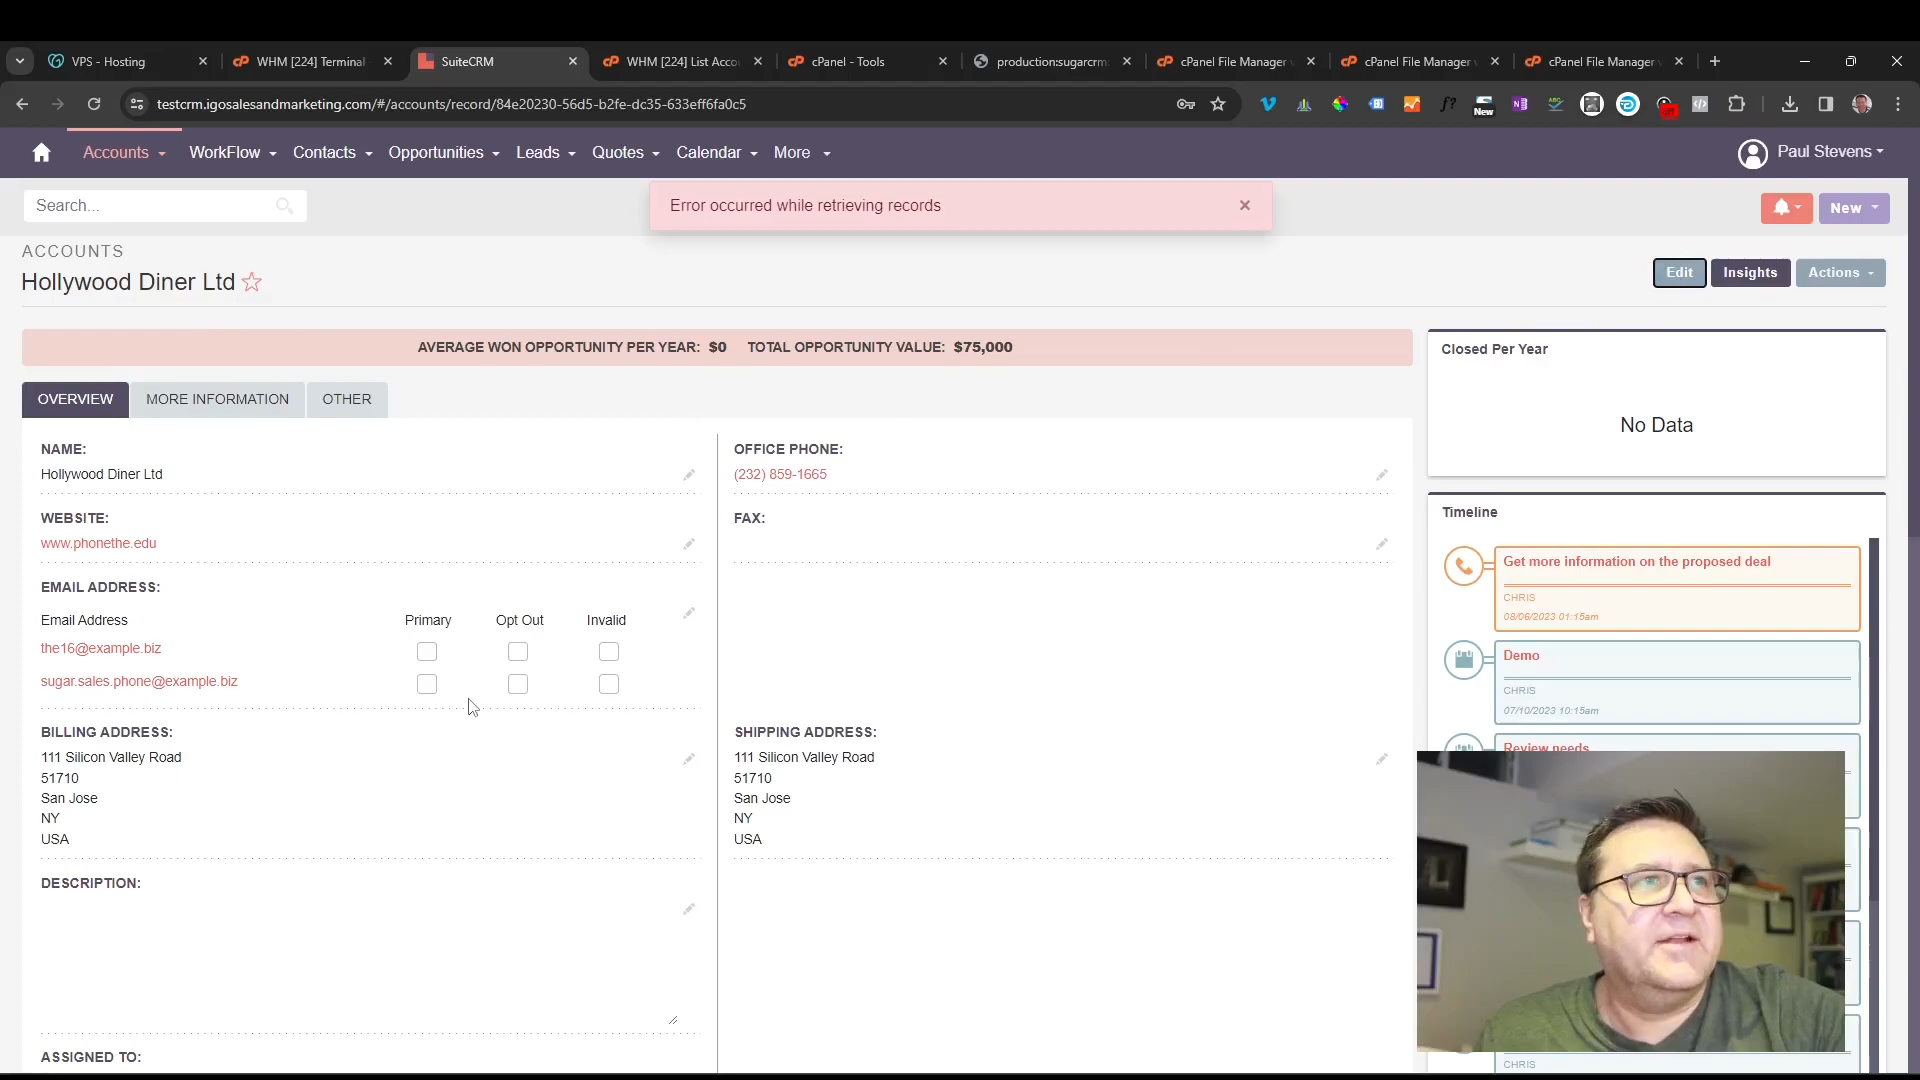 VPS - Hosting
WHM [224] Terminal
SuiteCRM
WHM [224] List Acco
cPanel - Tools
production:sugarcrm:
cPanel File Manager v
cPanel File Manager v
cPanel File Manager v
testcrm.igosalesandmarketing.com/#/accounts/record/84e20230-56d5-b2fe-dc35-633eff6fa0c5
New
Accounts
WorkFlow
Contacts
Opportunities
Leads
Quotes
Calendar
More
Paul Stevens
Search...
Error occurred while retrieving records
New
ACCOUNTS
Hollywood Diner Ltd
Edit
Insights
Actions
AVERAGE WON OPPORTUNITY PER YEAR: $0 TOTAL OPPORTUNITY VALUE: $75,000
OVERVIEW
MORE INFORMATION
OTHER
NAME:
Hollywood Diner Ltd
WEBSITE:
www.phonethe.edu
EMAIL ADDRESS:
Email Address Primary Opt Out Invalid
the16@example.biz
sugar.sales.phone@example.biz
BILLING ADDRESS:
111 Silicon Valley Road
51710
San Jose
NY
USA
DESCRIPTION:
ASSIGNED TO:
OFFICE PHONE:
(232) 859-1665
FAX:
SHIPPING ADDRESS:
111 Silicon Valley Road
51710
San Jose
NY
USA
Closed Per Year
No Data
Timeline
Get more information on the proposed deal
CHRIS
08/06/2023 01:15am
Demo
CHRIS
07/10/2023 10:15am
Review needs
CHRIS